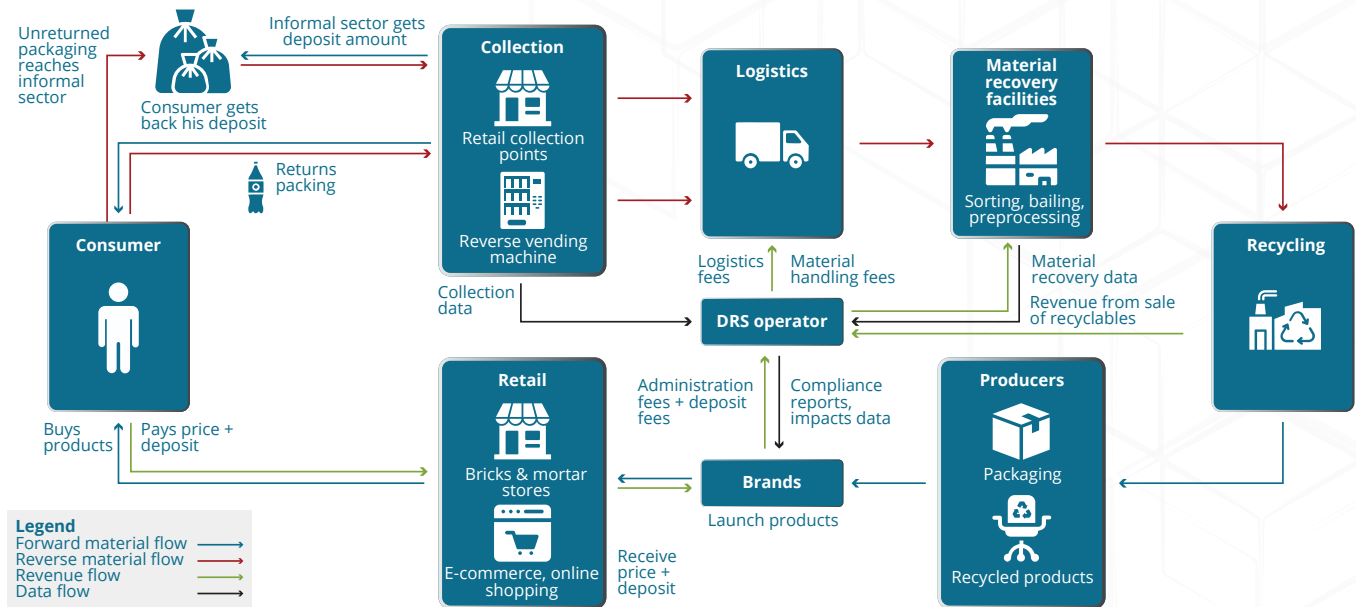 Unreturned
packaging
reaches
informal
sector
Informal sector gets
deposit amount
Consumer gets
back his deposit
Returns
packing
Collection
Retail collection
points
Reverse vending
machine
Logistics
Material
recovery
facilities
Sorting, bailing,
preprocessing
Consumer
Recycling
Collection
data
Logistics
fees
Material
handling fees
Material
recovery data
Revenue from sale
of recyclables
DRS operator
Buys
products
Pays price +
deposit
Retail
Bricks & mortar
stores
E-commerce, online
shopping
Administration
fees + deposit
fees
Compliance
reports,
impacts data
Brands
Launch products
Receive
price +
deposit
Producers
Packaging
Recycled products
Legend
Forward material flow
Reverse material flow
Revenue flow
Data flow